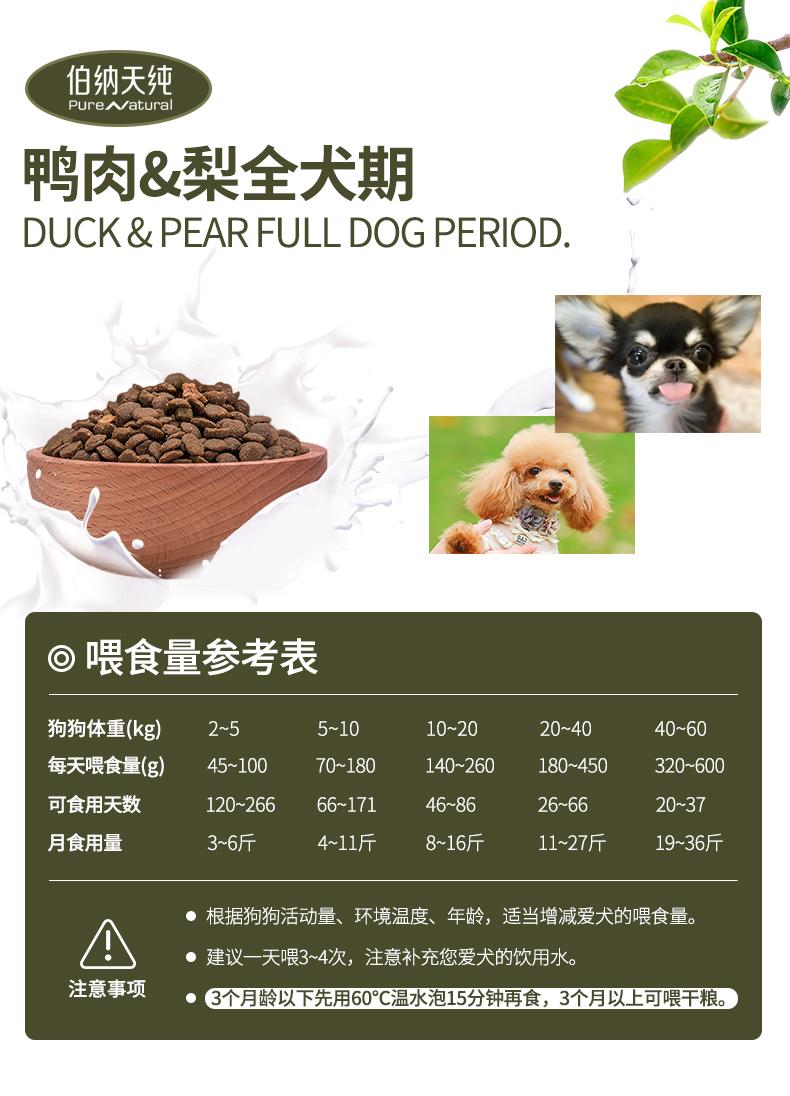 伯纳天纯
Pure Natural
鸭肉&梨全犬期
DUCK & PEAR FULL DOG PERIOD.
◎ 喂食量参考表
狗狗体重(kg) 2~5 5~10 10~20 20~40 40~60
每天喂食量(g) 45~100 70~180 140~260 180~450 320~600
可食用天数 120~266 66~171 46~86 26~66 20~37
月食用量 3~6斤 4~11斤 8~16斤 11~27斤 19~36斤
● 根据狗狗活动量、环境温度、年龄，适当增减爱犬的喂食量。
● 建议一天喂3~4次，注意补充您爱犬的饮用水。
注意事项
● 3个月龄以下先用60℃温水泡15分钟再食，3个月以上可喂干粮。